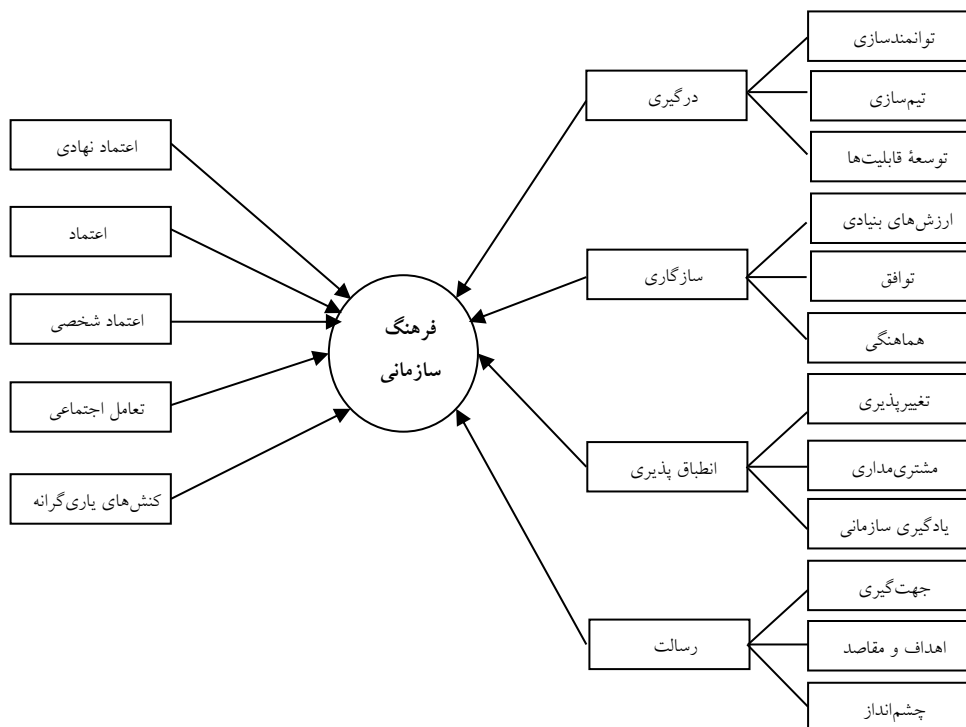 توانمندسازی
تیم‌سازی
توسعهٔ قابلیت‌ها
درگیری
ارزش‌های بنیادی
توافق
هماهنگی
سازگاری
تغییرپذیری
مشتری‌مداری
یادگیری سازمانی
انطباق پذیری
جهت‌گیری
اهداف و مقاصد
چشم‌انداز
رسالت
فرهنگ
سازمانی
اعتماد نهادی
اعتماد
اعتماد شخصی
تعامل اجتماعی
کنش‌های یاری‌گرانه